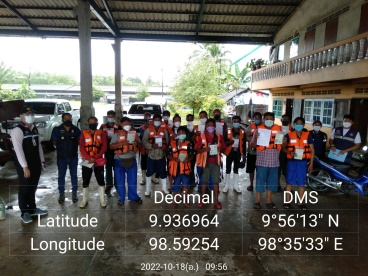 Decimal DMS
Latitude 9.936964 9°56'13" N
Longitude 98.59254 98°35'33" E
2022-10-18(อ.) 09:56